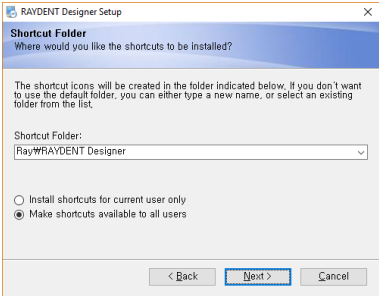 RAYDENT Designer Setup
Shortcut Folder
Where would you like the shortcuts to be installed?
The shortcut icons will be created in the folder indicated below. If you don't want
to use the default folder, you can either type a new name, or select an existing
folder from the list.
Shortcut Folder:
Ray₩RAYDENT Designer
Install shortcuts for current user only
Make shortcuts available to all users
< Back Next > Cancel